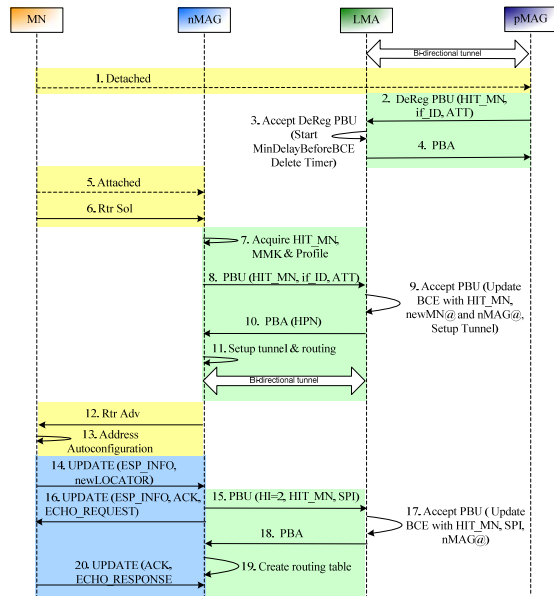 MN
nMAG
LMA
pMAG
Bi-directional tunnel
1. Detached
2. DeReg PBU (HIT_MN,
if_ID, ATT)
3. Accept DeReg PBU
(Start
MinDelayBeforeBCE
Delete Timer)
4. PBA
5. Attached
6. Rtr Sol
7. Acquire HIT_MN,
MMK & Profile
8. PBU (HIT_MN, if_ID, ATT)
9. Accept PBU (Update
BCE with HIT_MN,
newMN@ and nMAG@,
Setup Tunnel)
10. PBA (HPN)
11. Setup tunnel & routing
Bi-directional tunnel
12. Rtr Adv
13. Address
Autoconfiguration
14. UPDATE (ESP_INFO,
newLOCATOR)
15. PBU (HI=2, HIT_MN, SPI)
16. UPDATE (ESP_INFO, ACK,
ECHO_REQUEST)
17. Accept PBU ( Update
BCE with HIT_MN, SPI,
nMAG@)
18. PBA
19. Create routing table
20. UPDATE (ACK,
ECHO_RESPONSE